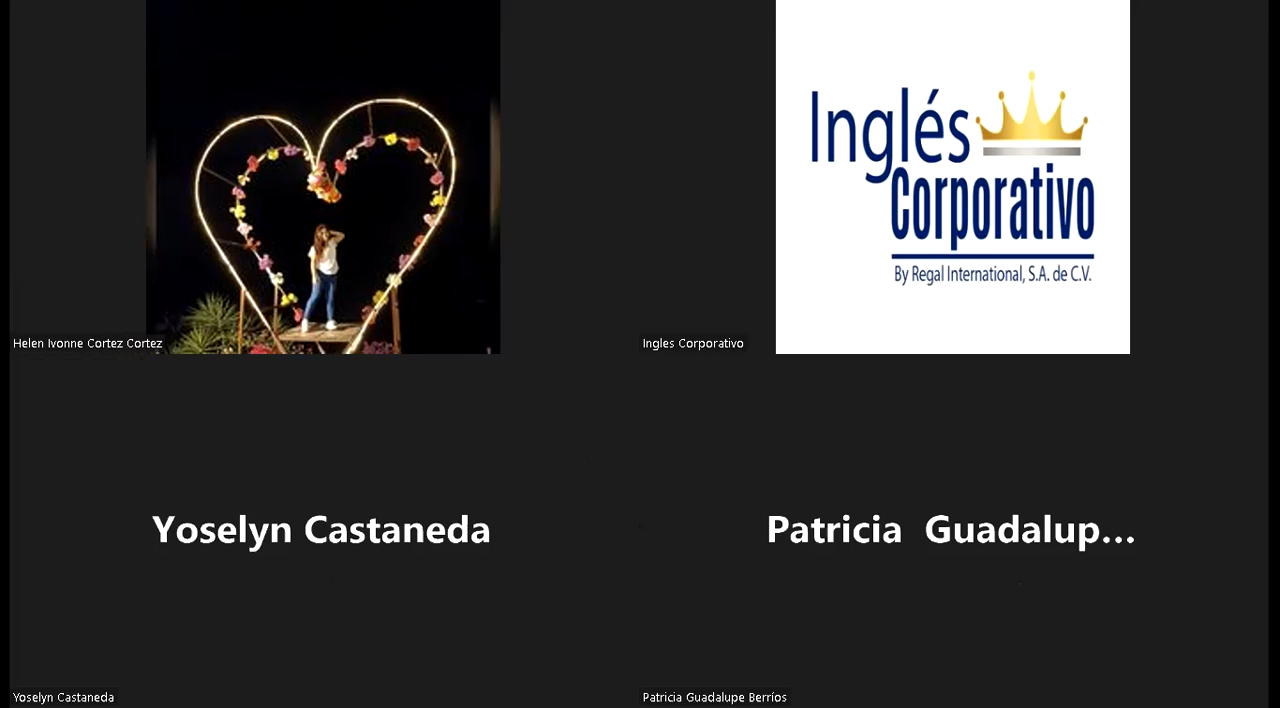 Inglés
Corporativo
By Regal International, S.A. de C.V.
Helen Ivonne Cortez Cortez
Ingles Corporativo
Yoselyn Castaneda
Patricia Guadalup...
Yoselyn Castaneda
Patricia Guadalupe Berríos